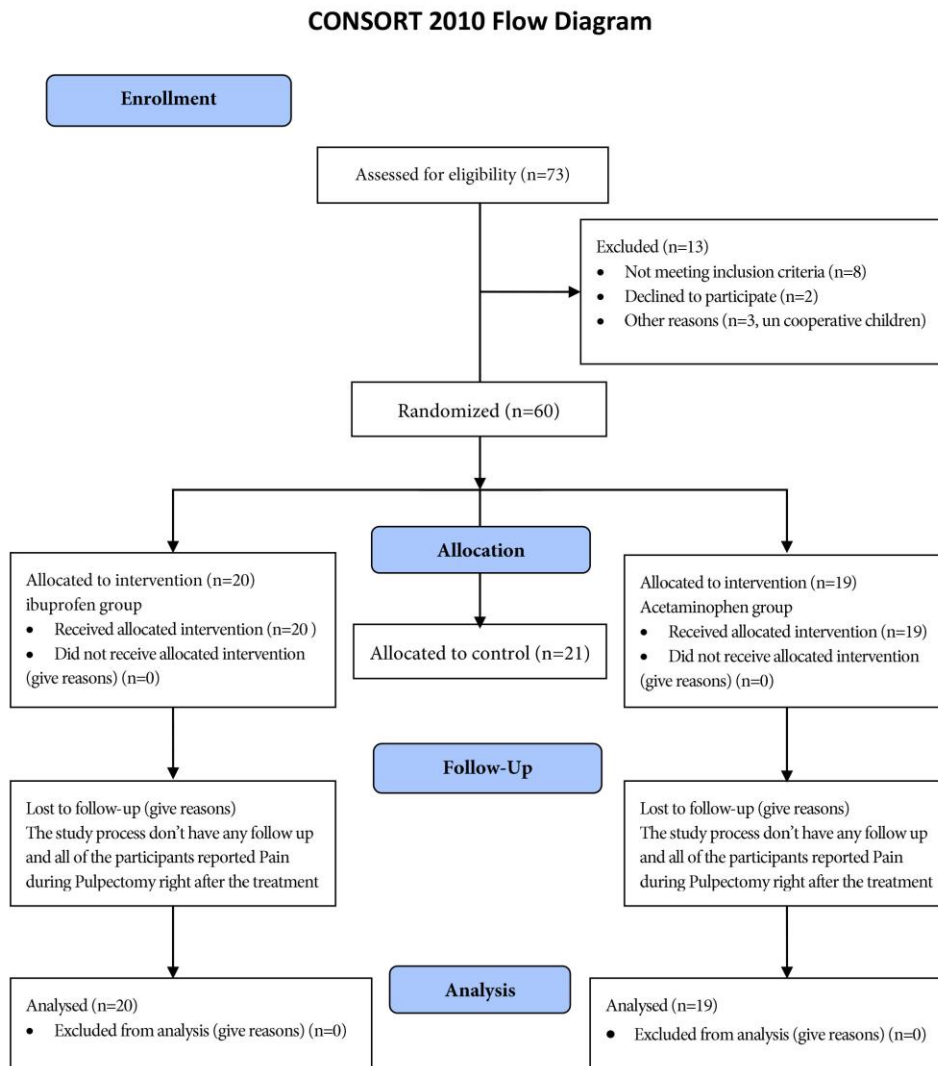 CONSORT 2010 Flow Diagram
Enrollment
Assessed for eligibility (n=73)
Excluded (n=13)
• Not meeting inclusion criteria (n=8)
• Declined to participate (n=2)
• Other reasons (n=3, un cooperative children)
Randomized (n=60)
Allocation
Allocated to intervention (n=20)
ibuprofen group
• Received allocated intervention (n=20 )
• Did not receive allocated intervention
(give reasons) (n=0)
Allocated to control (n=21)
Allocated to intervention (n=19)
Acetaminophen group
• Received allocated intervention (n=19)
• Did not receive allocated intervention
(give reasons) (n=0)
Follow-Up
Lost to follow-up (give reasons)
The study process don't have any follow up
and all of the participants reported Pain
during Pulpectomy right after the treatment
Lost to follow-up (give reasons)
The study process don't have any follow up
and all of the participants reported Pain
during Pulpectomy right after the treatment
Analysis
Analysed (n=20)
• Excluded from analysis (give reasons) (n=0)
Analysed (n=19)
• Excluded from analysis (give reasons) (n=0)